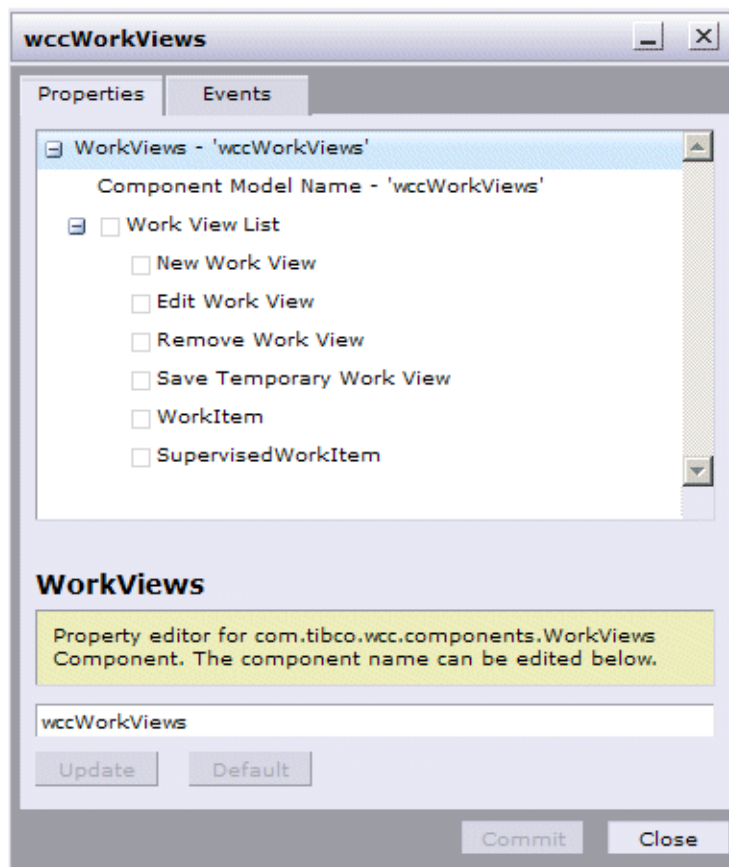 wccWorkViews
Properties
Events
WorkViews - 'wccWorkViews'
Component Model Name - 'wccWorkViews'
Work View List
New Work View
Edit Work View
Remove Work View
Save Temporary Work View
WorkItem
SupervisedWorkItem
WorkViews
Property editor for com.tibco.wcc.components.WorkViews
Component. The component name can be edited below.
wccWorkViews
Update
Default
Commit
Close